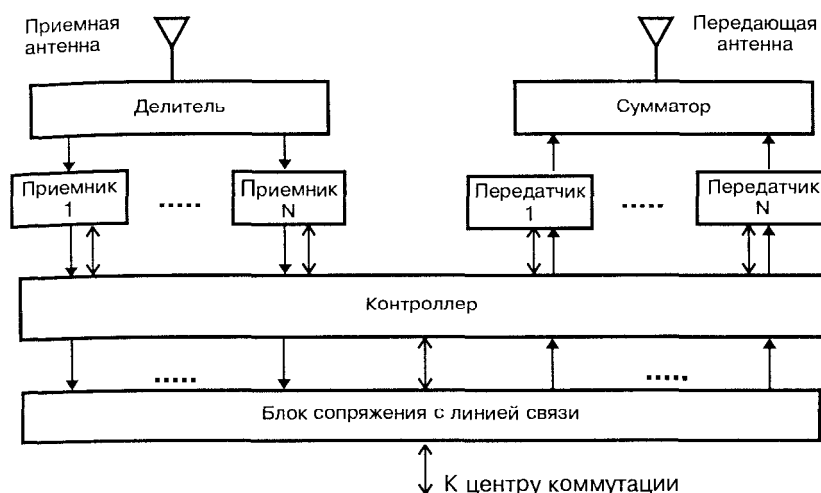 Приемная
антенна
Передающая
антенна
Делитель
Сумматор
Приемник
1
.....
Приемник
N
Передатчик
1
.....
Передатчик
N
Контроллер
.....
.....
Блок сопряжения с линией связи
К центру коммутации